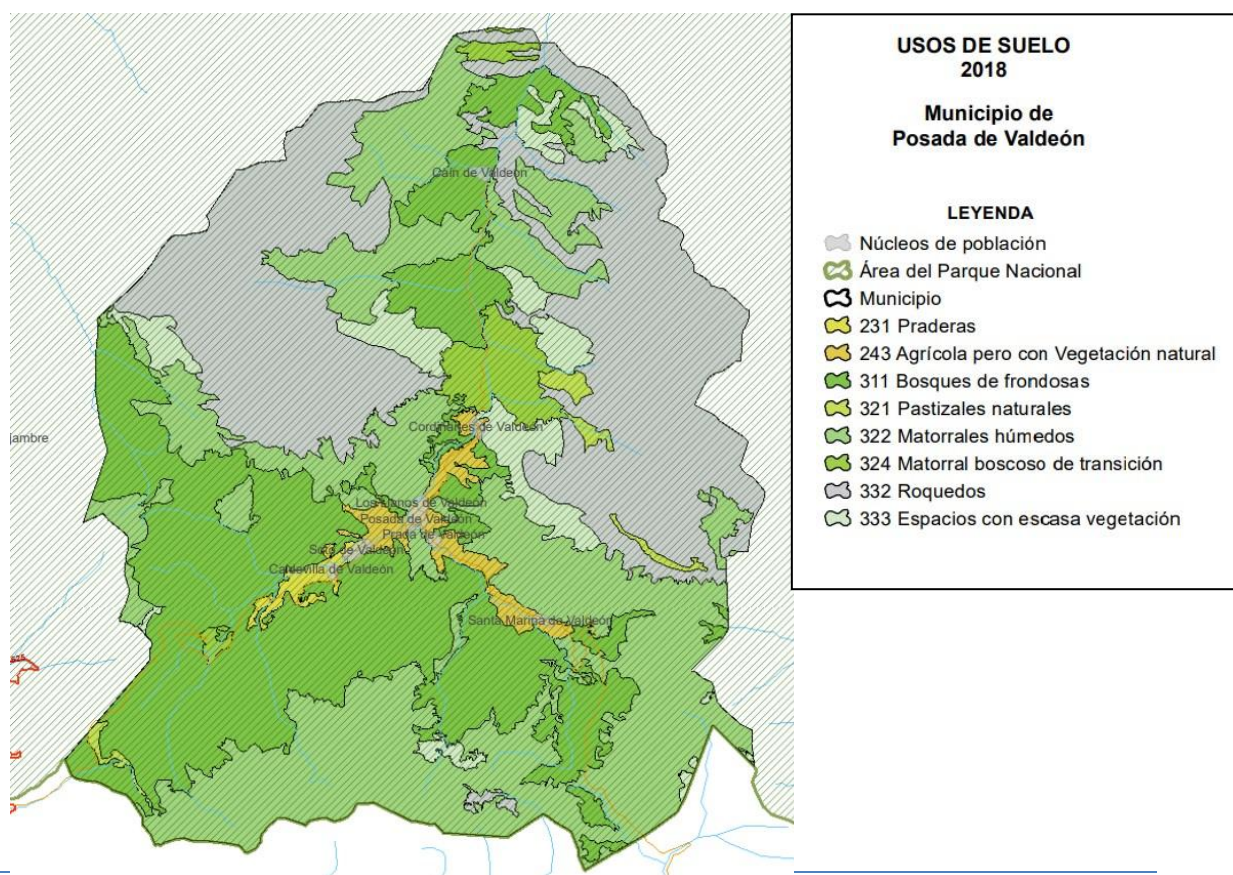 USOS DE SUELO
2018
Municipio de
Posada de Valdeón
LEYENDA
Núcleos de población
Área del Parque Nacional
Municipio
231 Praderas
243 Agrícola pero con Vegetación natural
311 Bosques de frondosas
321 Pastizales naturales
322 Matorrales húmedos
324 Matorral boscoso de transición
332 Roquedos
333 Espacios con escasa vegetación
Caín de Valdeón
Cordiñanes de Valdeón
jambre
Los Llanos de Valdeón
Posada de Valdeón
Prada de Valdeón
Soto de Valdeón
Caldevilla de Valdeón
Santa Marina de Valdeón